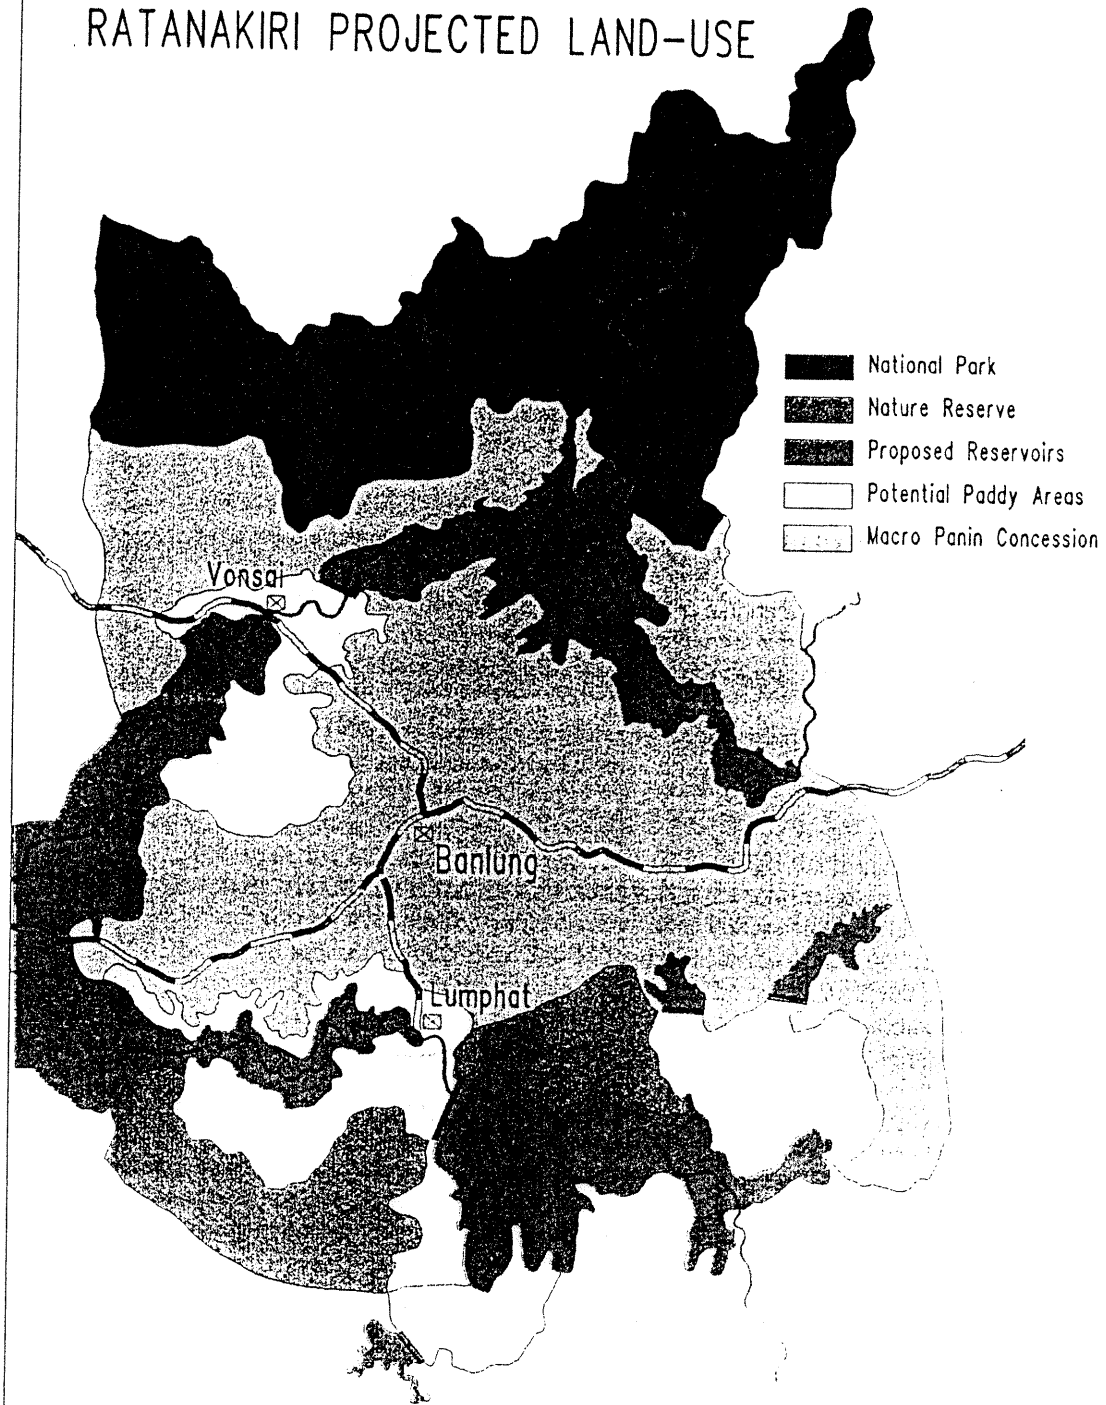 RATANAKIRI PROJECTED LAND-USE
National Park
Nature Reserve
Proposed Reservoirs
Potential Paddy Areas
Macro Panin Concession
Vonsai
Banlung
Lumphat